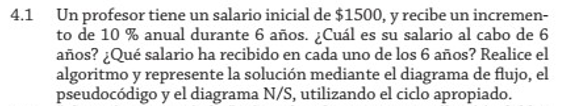 4.1 Un profesor tiene un salario inicial de $1500, y recibe un incremen-
to de 10 % anual durante 6 años. ¿Cuál es su salario al cabo de 6
años? ¿Qué salario ha recibido en cada uno de los 6 años? Realice el
algoritmo y represente la solución mediante el diagrama de flujo, el
pseudocódigo y el diagrama N/S, utilizando el ciclo apropiado.